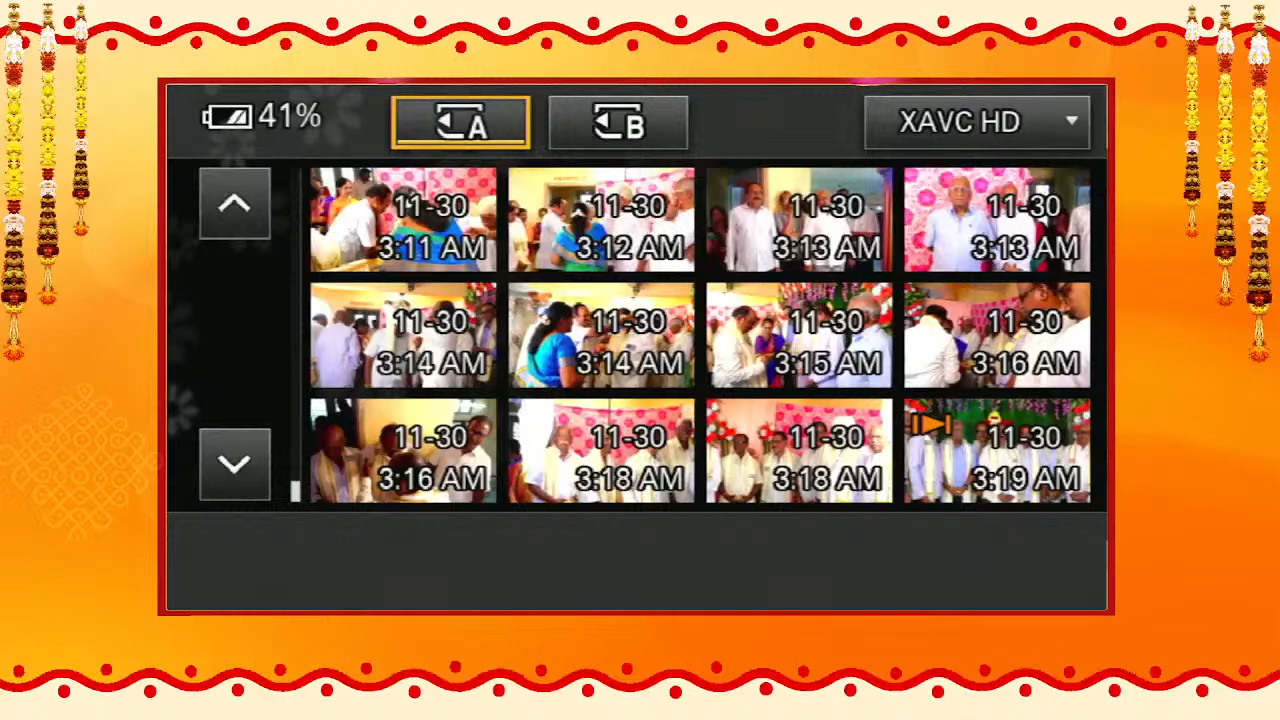 41%
A
B
XAVC HD
11-30
3:11 AM
11-30
3:12 AM
11-30
3:13 AM
11-30
3:13 AM
11-30
3:14 AM
11-30
3:14 AM
11-30
3:15 AM
11-30
3:16 AM
11-30
3:16 AM
11-30
3:18 AM
11-30
3:18 AM
11-30
3:19 AM